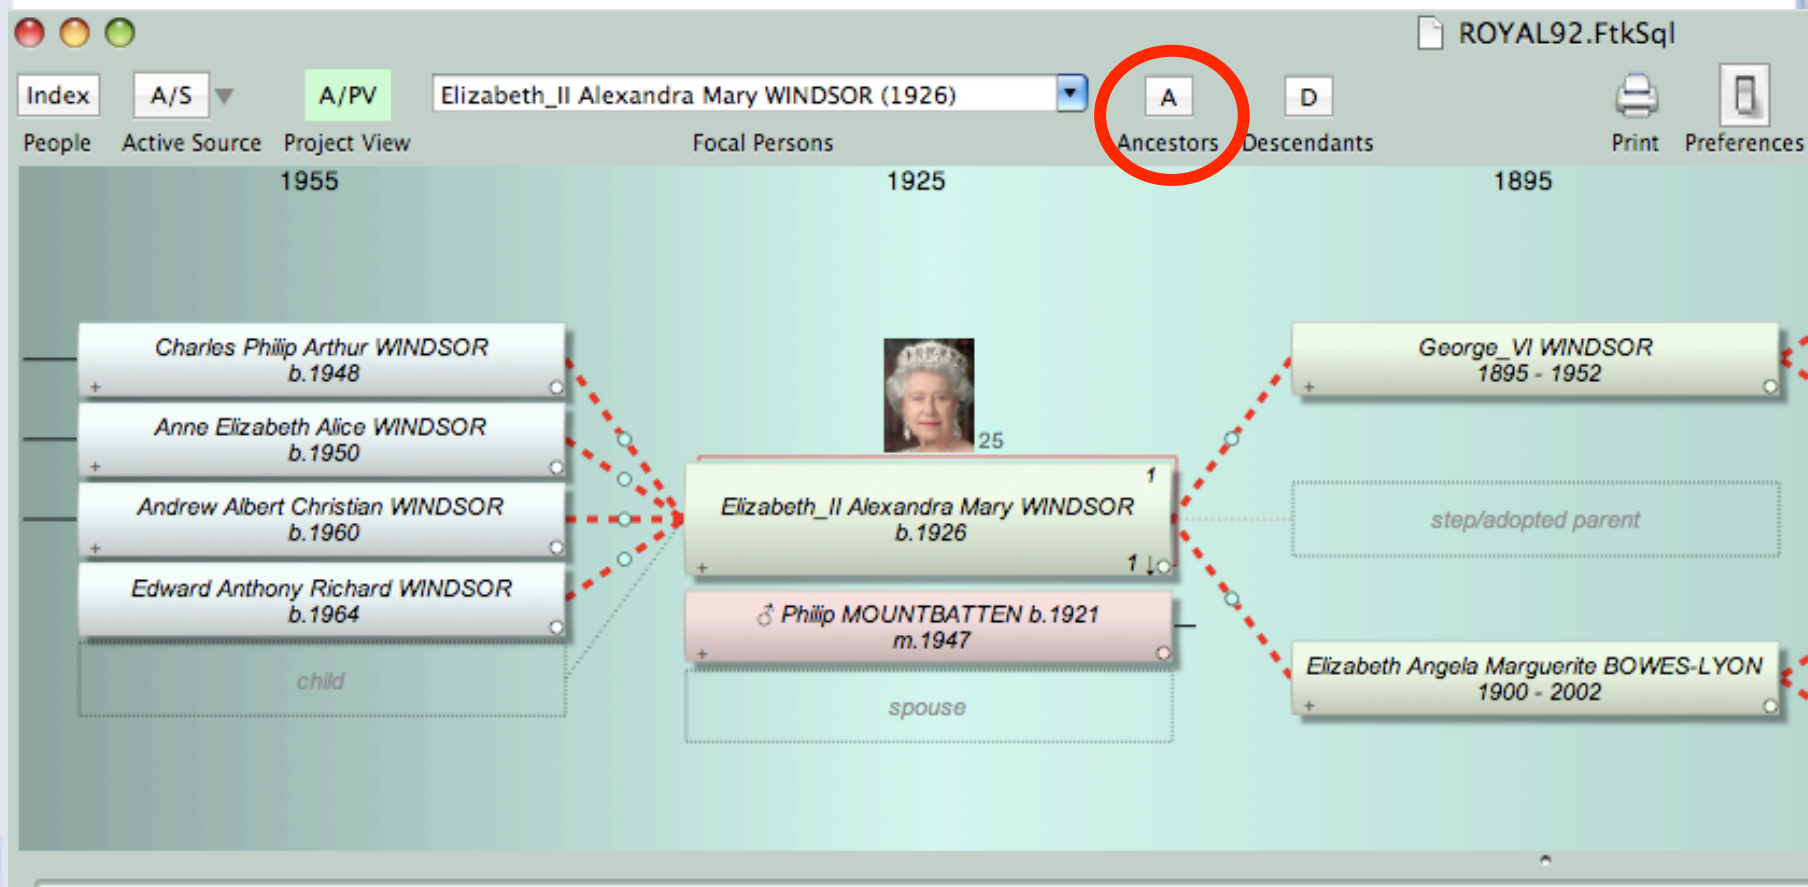 ROYAL92.FtkSql
Index A/S A/PV Elizabeth_II Alexandra Mary WINDSOR (1926) A D
People Active Source Project View Focal Persons Ancestors Descendants Print Preferences
1955 1925 1895
Charles Philip Arthur WINDSOR
b.1948
+
Anne Elizabeth Alice WINDSOR
b.1950
+
Andrew Albert Christian WINDSOR
b.1960
+
Edward Anthony Richard WINDSOR
b.1964
child
25
1
Elizabeth_II Alexandra Mary WINDSOR
b.1926
+ 1 ↓
♂ Philip MOUNTBATTEN b.1921
m.1947
+
spouse
George_VI WINDSOR
1895 - 1952
+
step/adopted parent
Elizabeth Angela Marguerite BOWES-LYON
1900 - 2002
+